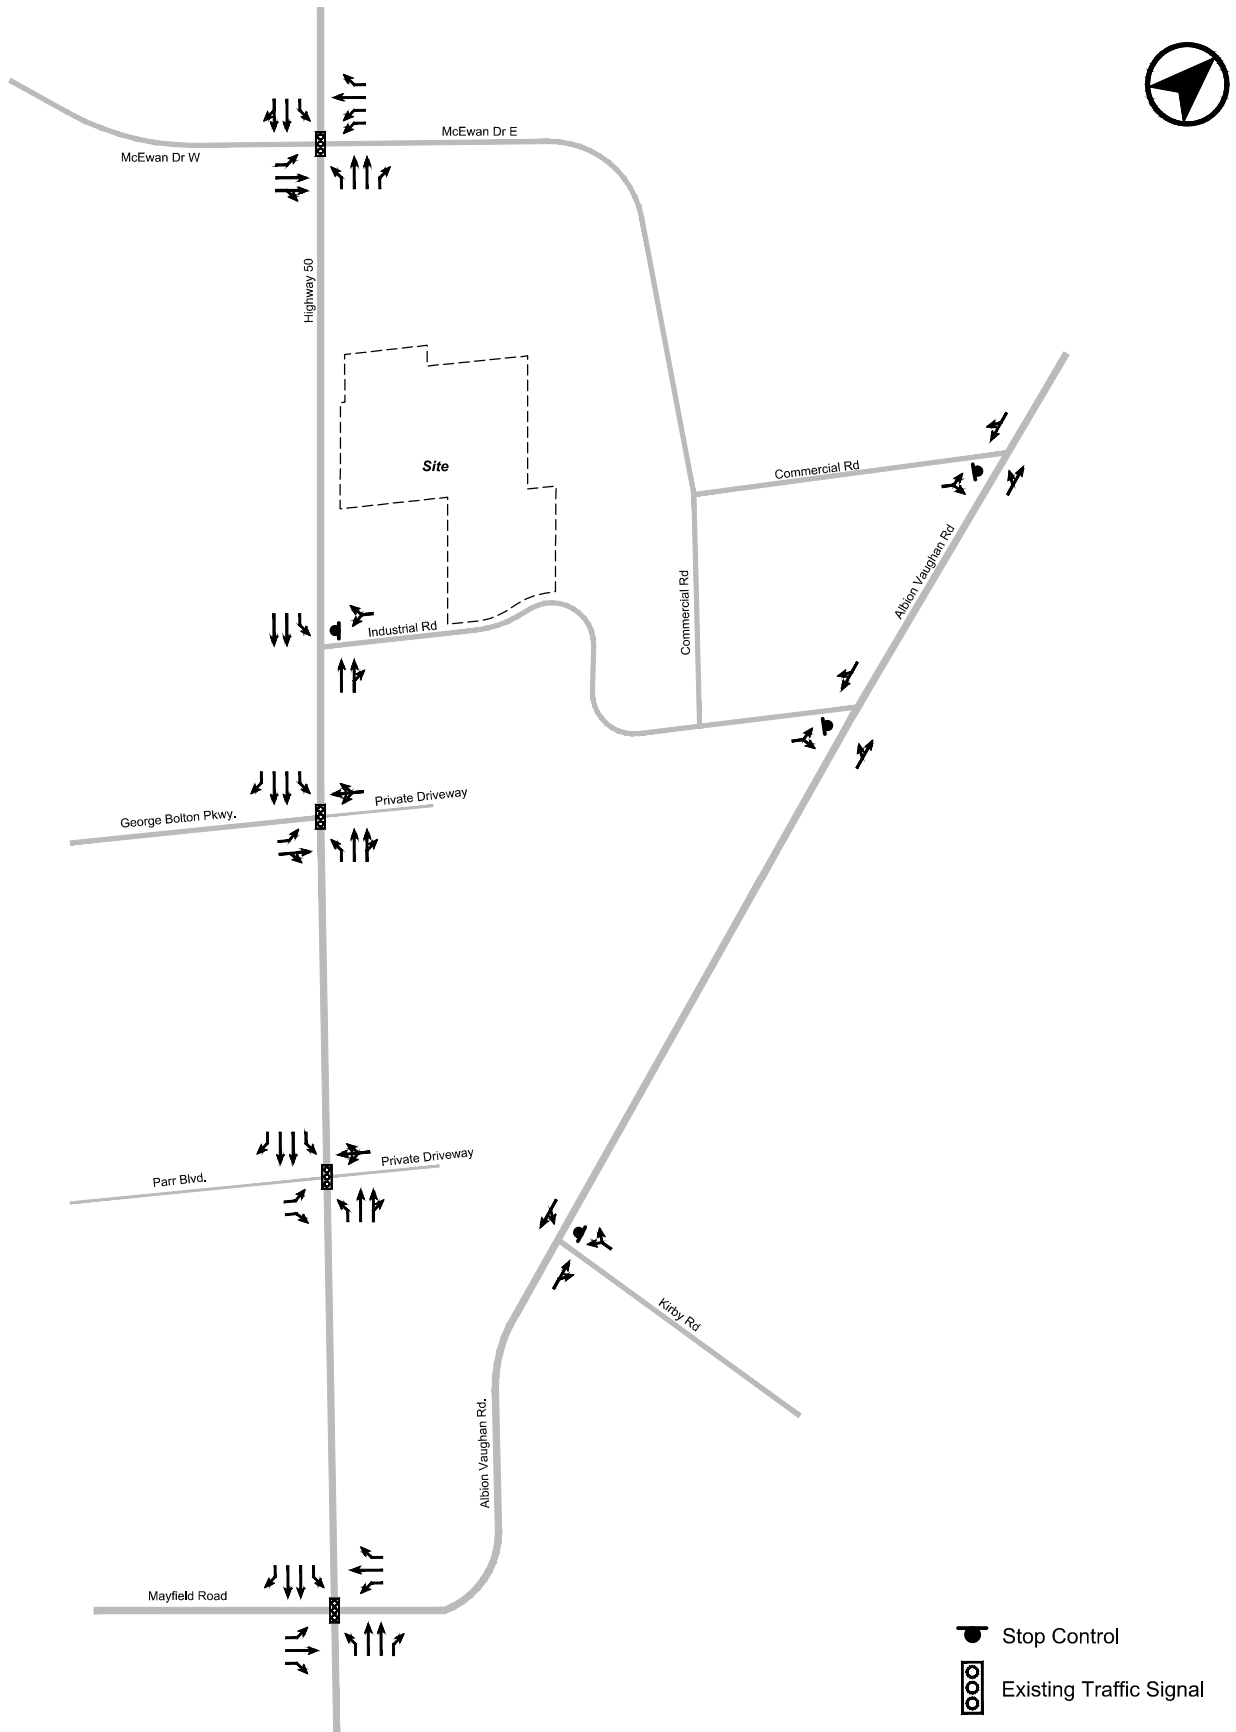 McEwan Dr E
McEwan Dr W
Highway 50
Site
Commercial Rd
Albion Vaughan Rd
Commercial Rd
Industrial Rd
Private Driveway
George Bolton Pkwy.
Private Driveway
Parr Blvd.
Kirby Rd
Albion Vaughan Rd.
Mayfield Road
Stop Control
Existing Traffic Signal